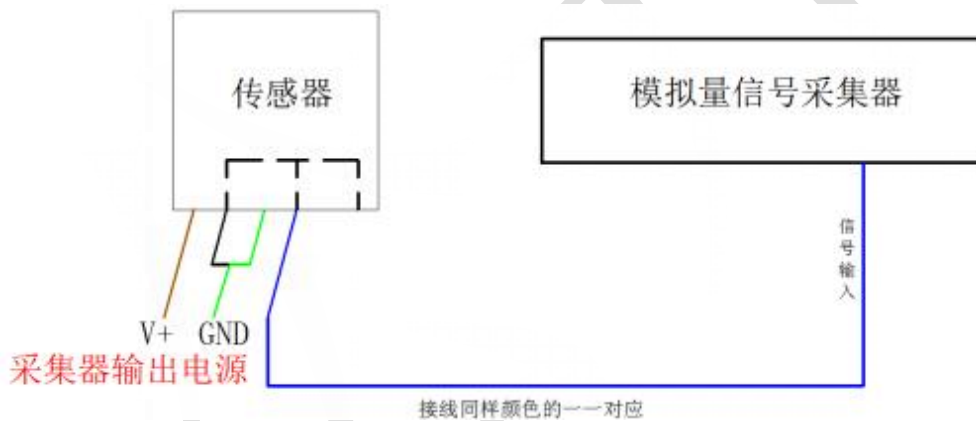 传感器
模拟量信号采集器
信号输入
V+ GND
采集器输出电源
接线同样颜色的一一对应